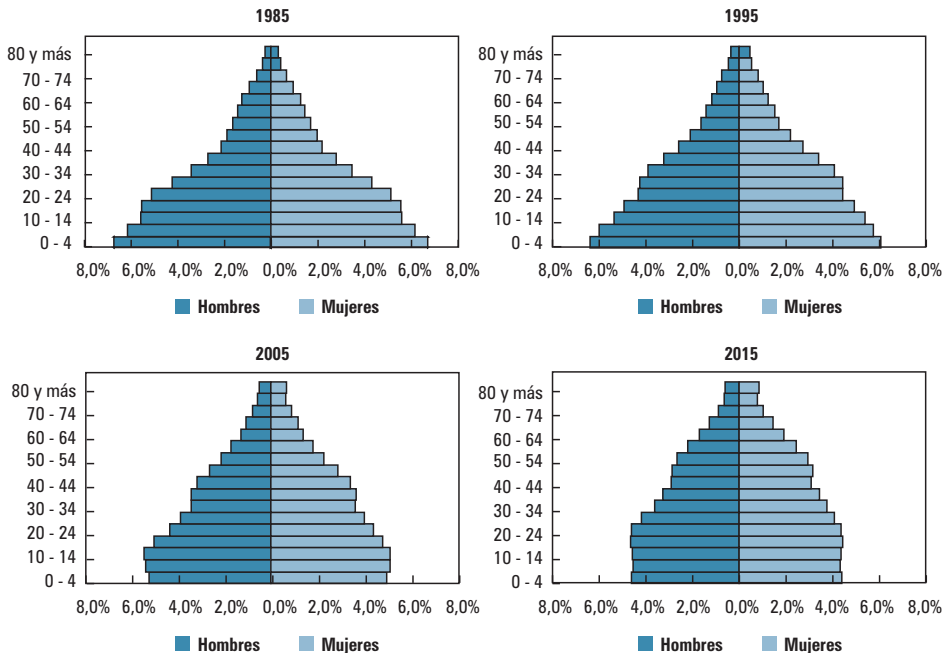 1985
80 y más
70 - 74
60 - 64
50 - 54
40 - 44
30 - 34
20 - 24
10 - 14
0 - 4
8,0% 6,0% 4,0% 2,0% 0,0% 2,0% 4,0% 6,0% 8,0%
Hombres Mujeres
1995
80 y más
70 - 74
60 - 64
50 - 54
40 - 44
30 - 34
20 - 24
10 - 14
0 - 4
8,0% 6,0% 4,0% 2,0% 0,0% 2,0% 4,0% 6,0% 8,0%
Hombres Mujeres
2005
80 y más
70 - 74
60 - 64
50 - 54
40 - 44
30 - 34
20 - 24
10 - 14
0 - 4
8,0% 6,0% 4,0% 2,0% 0,0% 2,0% 4,0% 6,0% 8,0%
Hombres Mujeres
2015
80 y más
70 - 74
60 - 64
50 - 54
40 - 44
30 - 34
20 - 24
10 - 14
0 - 4
8,0% 6,0% 4,0% 2,0% 0,0% 2,0% 4,0% 6,0% 8,0%
Hombres Mujeres